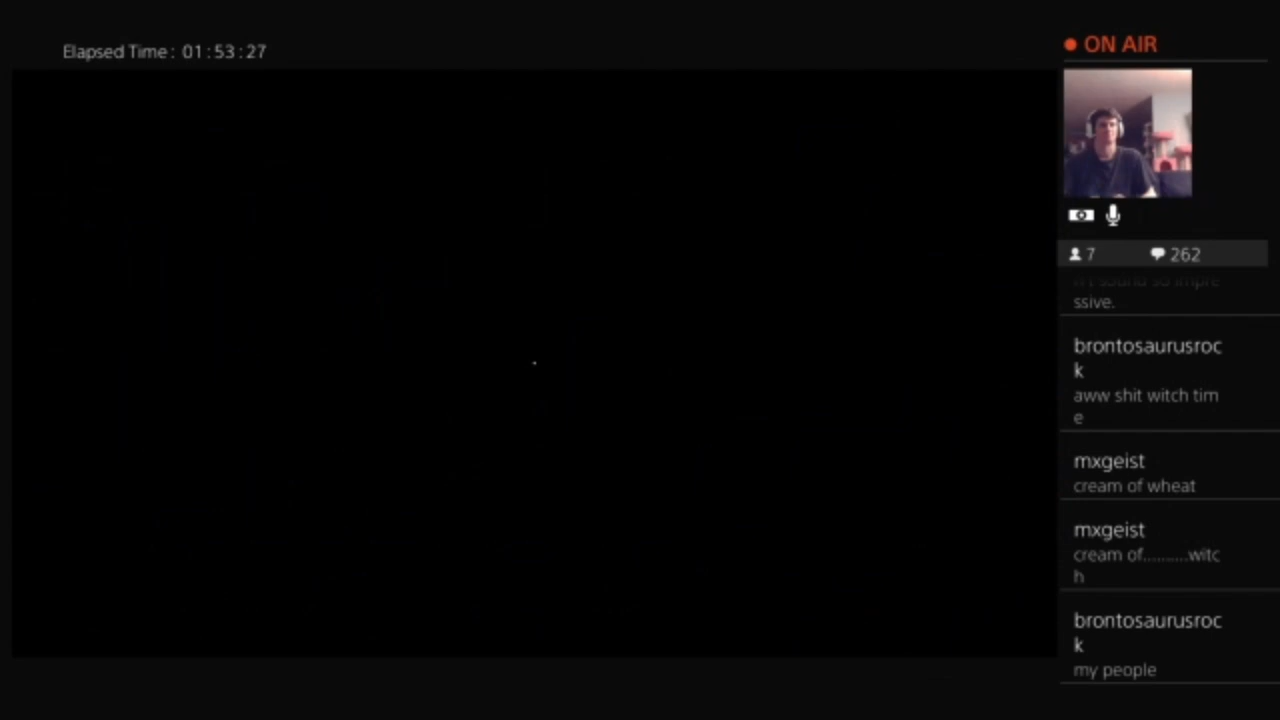 Elapsed Time: 01:53:27
ON AIR
7 262
ssive.
brontosaurusroc
k
aww shit witch tim
e
mxgeist
cream of wheat
mxgeist
cream of..........witc
h
brontosaurusroc
k
my people